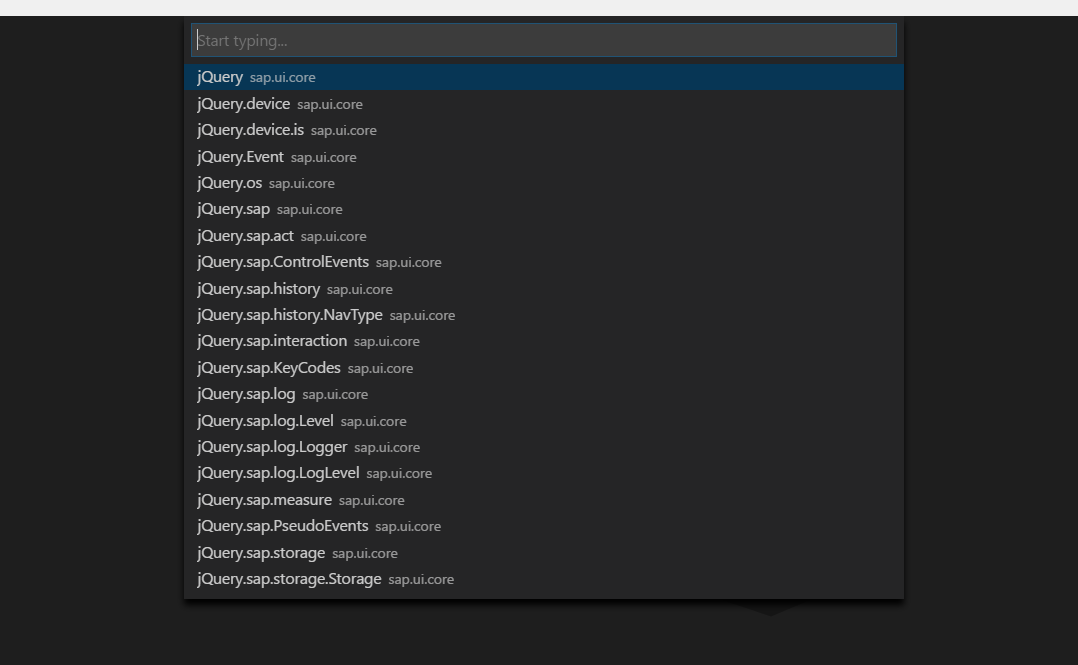 Start typing...
jQuery sap.ui.core
jQuery.device sap.ui.core
jQuery.device.is sap.ui.core
jQuery.Event sap.ui.core
jQuery.os sap.ui.core
jQuery.sap sap.ui.core
jQuery.sap.act sap.ui.core
jQuery.sap.ControlEvents sap.ui.core
jQuery.sap.history sap.ui.core
jQuery.sap.history.NavType sap.ui.core
jQuery.sap.interaction sap.ui.core
jQuery.sap.KeyCodes sap.ui.core
jQuery.sap.log sap.ui.core
jQuery.sap.log.Level sap.ui.core
jQuery.sap.log.Logger sap.ui.core
jQuery.sap.log.LogLevel sap.ui.core
jQuery.sap.measure sap.ui.core
jQuery.sap.PseudoEvents sap.ui.core
jQuery.sap.storage sap.ui.core
jQuery.sap.storage.Storage sap.ui.core